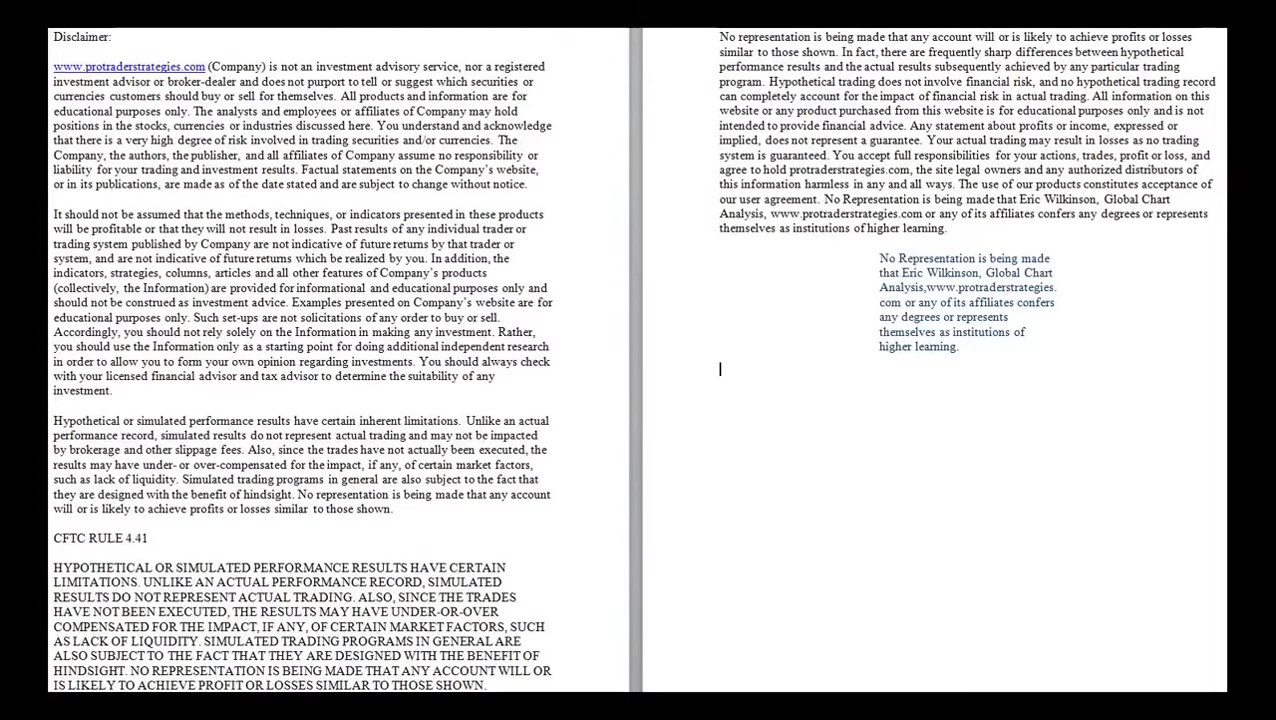 Disclaimer:
www.protraderstrategies.com (Company) is not an investment advisory service, nor a registered
investment advisor or broker-dealer and does not purport to tell or suggest which securities or
currencies customers should buy or sell for themselves. All products and information are for
educational purposes only. The analysts and employees or affiliates of Company may hold
positions in the stocks, currencies or industries discussed here. You understand and acknowledge
that there is a very high degree of risk involved in trading securities and/or currencies. The
Company, the authors, the publisher, and all affiliates of Company assume no responsibility or
liability for your trading and investment results. Factual statements on the Company's website,
or in its publications, are made as of the date stated and are subject to change without notice.
It should not be assumed that the methods, techniques, or indicators presented in these products
will be profitable or that they will not result in losses. Past results of any individual trader or
trading system published by Company are not indicative of future returns by that trader or
system, and are not indicative of future returns which be realized by you. In addition, the
indicators, strategies, columns, articles and all other features of Company's products
(collectively, the Information) are provided for informational and educational purposes only and
should not be construed as investment advice. Examples presented on Company's website are for
educational purposes only. Such set-ups are not solicitations of any order to buy or sell.
Accordingly, you should not rely solely on the Information in making any investment. Rather,
you should use the Information only as a starting point for doing additional independent research
in order to allow you to form your own opinion regarding investments. You should always check
with your licensed financial advisor and tax advisor to determine the suitability of any
investment.
Hypothetical or simulated performance results have certain inherent limitations. Unlike an actual
performance record, simulated results do not represent actual trading and may not be impacted
by brokerage and other slippage fees. Also, since the trades have not actually been executed, the
results may have under- or over-compensated for the impact, if any, of certain market factors,
such as lack of liquidity. Simulated trading programs in general are also subject to the fact that
they are designed with the benefit of hindsight. No representation is being made that any account
will or is likely to achieve profits or losses similar to those shown.
CFTC RULE 4.41
HYPOTHETICAL OR SIMULATED PERFORMANCE RESULTS HAVE CERTAIN
LIMITATIONS. UNLIKE AN ACTUAL PERFORMANCE RECORD, SIMULATED
RESULTS DO NOT REPRESENT ACTUAL TRADING. ALSO, SINCE THE TRADES
HAVE NOT BEEN EXECUTED, THE RESULTS MAY HAVE UNDER-OR-OVER
COMPENSATED FOR THE IMPACT, IF ANY, OF CERTAIN MARKET FACTORS, SUCH
AS LACK OF LIQUIDITY. SIMULATED TRADING PROGRAMS IN GENERAL ARE
ALSO SUBJECT TO THE FACT THAT THEY ARE DESIGNED WITH THE BENEFIT OF
HINDSIGHT. NO REPRESENTATION IS BEING MADE THAT ANY ACCOUNT WILL OR
IS LIKELY TO ACHIEVE PROFIT OR LOSSES SIMILAR TO THOSE SHOWN.
No representation is being made that any account will or is likely to achieve profits or losses
similar to those shown. In fact, there are frequently sharp differences between hypothetical
performance results and the actual results subsequently achieved by any particular trading
program. Hypothetical trading does not involve financial risk, and no hypothetical trading record
can completely account for the impact of financial risk in actual trading. All information on this
website or any product purchased from this website is for educational purposes only and is not
intended to provide financial advice. Any statement about profits or income, expressed or
implied, does not represent a guarantee. Your actual trading may result in losses as no trading
system is guaranteed. You accept full responsibilities for your actions, trades, profit or loss, and
agree to hold protraderstrategies.com, the site legal owners and any authorized distributors of
this information harmless in any and all ways. The use of our products constitutes acceptance of
our user agreement. No Representation is being made that Eric Wilkinson, Global Chart
Analysis, www.protraderstrategies.com or any of its affiliates confers any degrees or represents
themselves as institutions of higher learning.
No Representation is being made
that Eric Wilkinson, Global Chart
Analysis,www.protraderstrategies.
com or any of its affiliates confers
any degrees or represents
themselves as institutions of
higher learning.